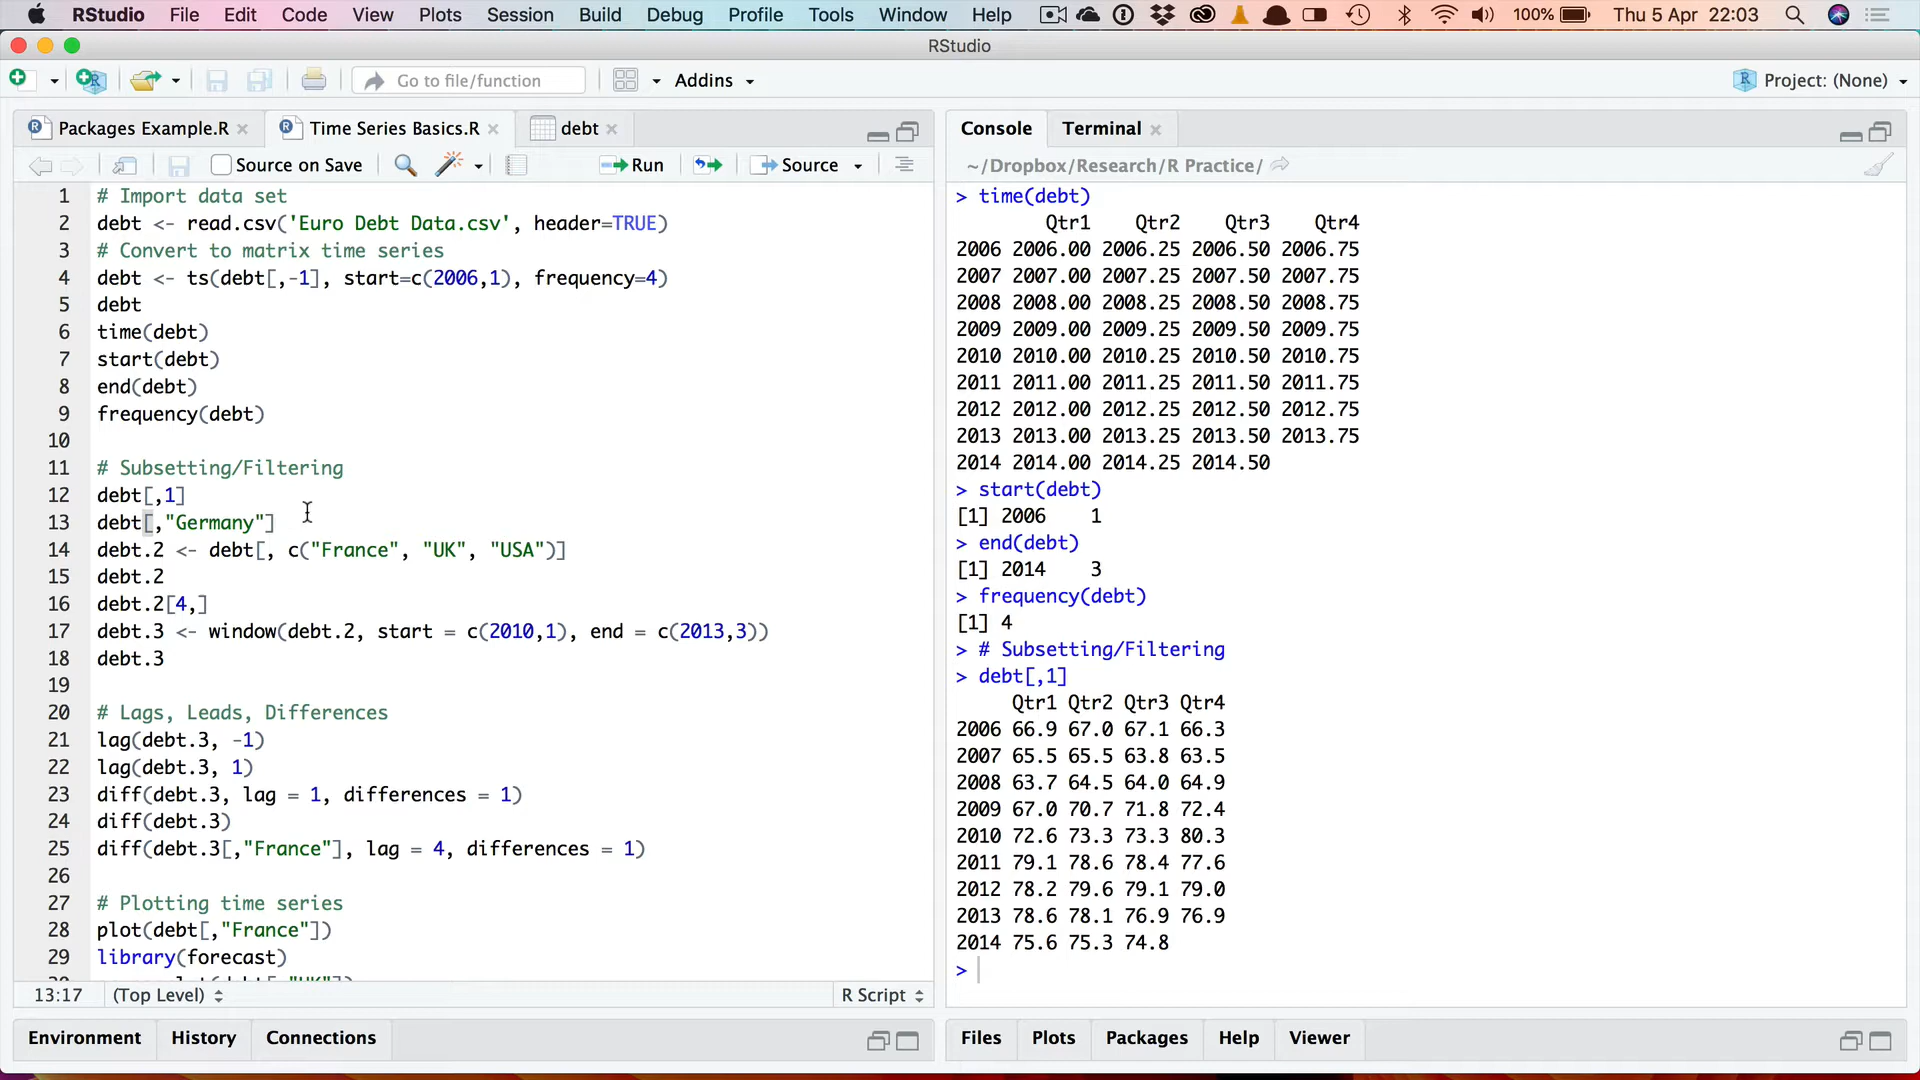 RStudio File Edit Code View Plots Session Build Debug Profile Tools Window Help 100% Thu 5 Apr 22:03
RStudio
Go to file/function Addins Project: (None)
Packages Example.R Time Series Basics.R debt
Source on Save Run Source
1 # Import data set
2 debt <- read.csv('Euro Debt Data.csv', header=TRUE)
3 # Convert to matrix time series
4 debt <- ts(debt[,-1], start=c(2006,1), frequency=4)
5 debt
6 time(debt)
7 start(debt)
8 end(debt)
9 frequency(debt)
10
11 # Subsetting/Filtering
12 debt[,1]
13 debt[,"Germany"]
14 debt.2 <- debt[, c("France", "UK", "USA")]
15 debt.2
16 debt.2[4,]
17 debt.3 <- window(debt.2, start = c(2010,1), end = c(2013,3))
18 debt.3
19
20 # Lags, Leads, Differences
21 lag(debt.3, -1)
22 lag(debt.3, 1)
23 diff(debt.3, lag = 1, differences = 1)
24 diff(debt.3)
25 diff(debt.3[,"France"], lag = 4, differences = 1)
26
27 # Plotting time series
28 plot(debt[,"France"])
29 library(forecast)
13:17 (Top Level) R Script
Environment History Connections
Console Terminal
~/Dropbox/Research/R Practice/
> time(debt)
Qtr1 Qtr2 Qtr3 Qtr4
2006 2006.00 2006.25 2006.50 2006.75
2007 2007.00 2007.25 2007.50 2007.75
2008 2008.00 2008.25 2008.50 2008.75
2009 2009.00 2009.25 2009.50 2009.75
2010 2010.00 2010.25 2010.50 2010.75
2011 2011.00 2011.25 2011.50 2011.75
2012 2012.00 2012.25 2012.50 2012.75
2013 2013.00 2013.25 2013.50 2013.75
2014 2014.00 2014.25 2014.50
> start(debt)
[1] 2006 1
> end(debt)
[1] 2014 3
> frequency(debt)
[1] 4
> # Subsetting/Filtering
> debt[,1]
Qtr1 Qtr2 Qtr3 Qtr4
2006 66.9 67.0 67.1 66.3
2007 65.5 65.5 63.8 63.5
2008 63.7 64.5 64.0 64.9
2009 67.0 70.7 71.8 72.4
2010 72.6 73.3 73.3 80.3
2011 79.1 78.6 78.4 77.6
2012 78.2 79.6 79.1 79.0
2013 78.6 78.1 76.9 76.9
2014 75.6 75.3 74.8
>
Files Plots Packages Help Viewer